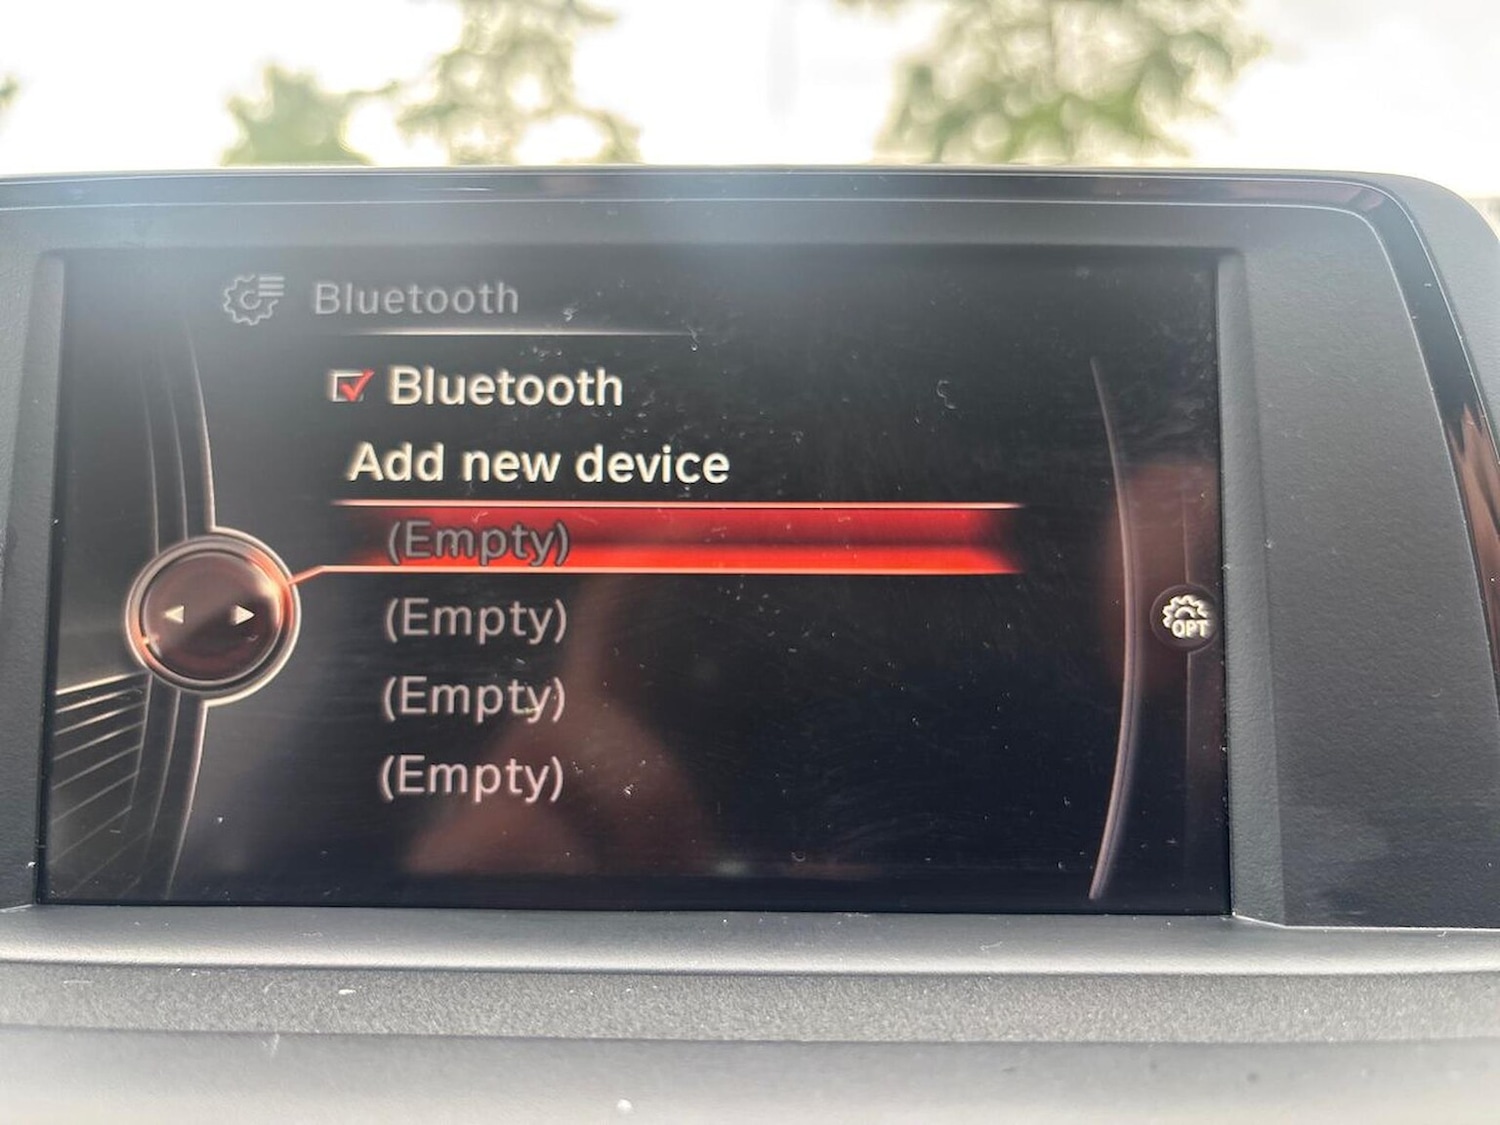 Bluetooth
Bluetooth
Add new device
(Empty)
(Empty)
(Empty)
(Empty)
OPT